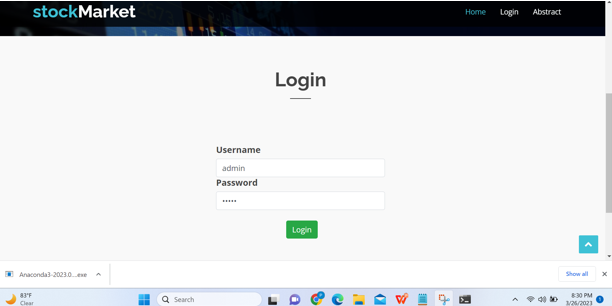 stockMarket
Home Login Abstract
Login
Username
admin
Password
•••••
Login
Anaconda3-2023.0....exe
Show all
83°F
Clear
Search
8:30 PM
3/26/2023